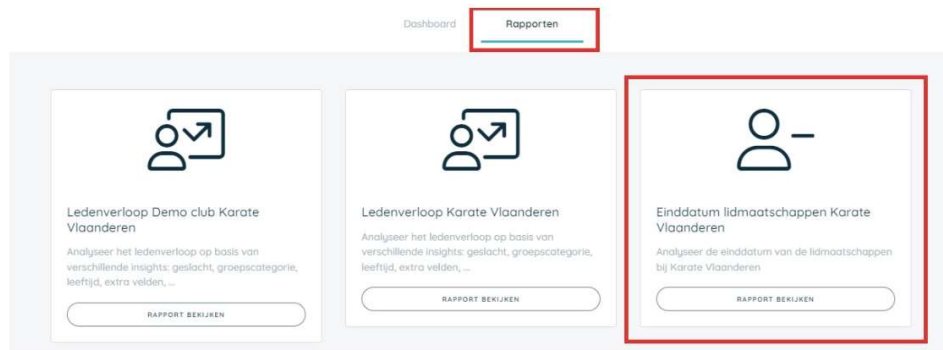 Dashboard
Rapporten
Ledenverloop Demo club Karate
Vlaanderen
Analyseer het ledenverloop op basis van
verschillende insights: geslacht, groepscategorie,
leeftijd, extra velden, ...
RAPPORT BEKIJKEN
Ledenverloop Karate Vlaanderen
Analyseer het ledenverloop op basis van
verschillende insights: geslacht, groepscategorie,
leeftijd, extra velden, ...
RAPPORT BEKIJKEN
Einddatum lidmaatschappen Karate
Vlaanderen
Analyseer de einddatum van de lidmaatschappen
bij Karate Vlaanderen
RAPPORT BEKIJKEN